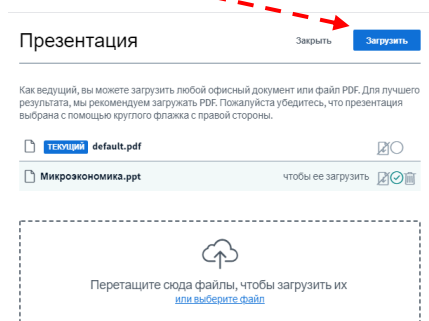 Презентация
Закрыть
Загрузить
Как ведущий, вы можете загрузить любой офисный документ или файл PDF. Для лучшего
результата, мы рекомендуем загружать PDF. Пожалуйста убедитесь, что презентация
выбрана с помощью круглого флажка с правой стороны.
ТЕКУЩИЙ default.pdf
Микроэкономика.ppt чтобы ее загрузить
Перетащите сюда файлы, чтобы загрузить их
или выберите файл